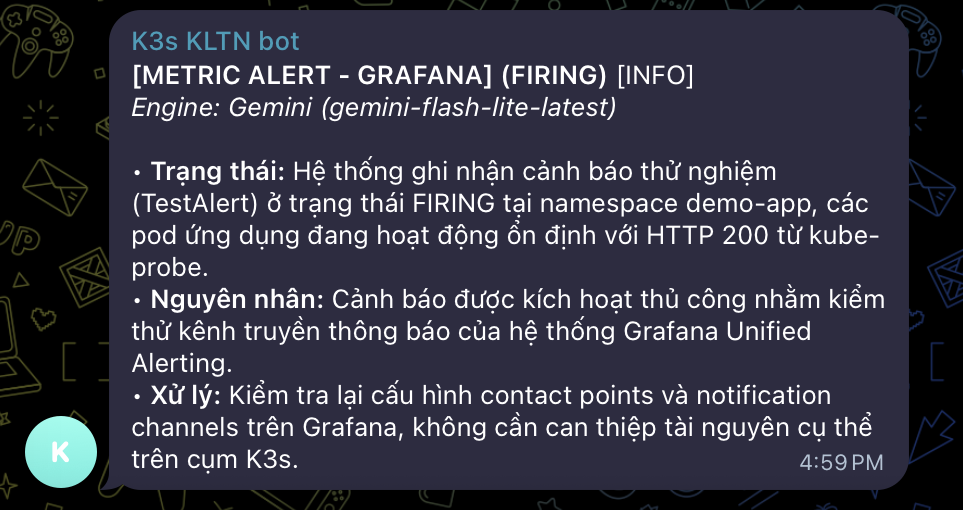 K3s KLTN bot
[METRIC ALERT - GRAFANA] (FIRING) [INFO]
Engine: Gemini (gemini-flash-lite-latest)
• Trạng thái: Hệ thống ghi nhận cảnh báo thử nghiệm
(TestAlert) ở trạng thái FIRING tại namespace demo-app, các
pod ứng dụng đang hoạt động ổn định với HTTP 200 từ kube-
probe.
• Nguyên nhân: Cảnh báo được kích hoạt thủ công nhằm kiểm
thử kênh truyền thông báo của hệ thống Grafana Unified
Alerting.
• Xử lý: Kiểm tra lại cấu hình contact points và notification
channels trên Grafana, không cần can thiệp tài nguyên cụ thể
trên cụm K3s.
4:59 PM
K